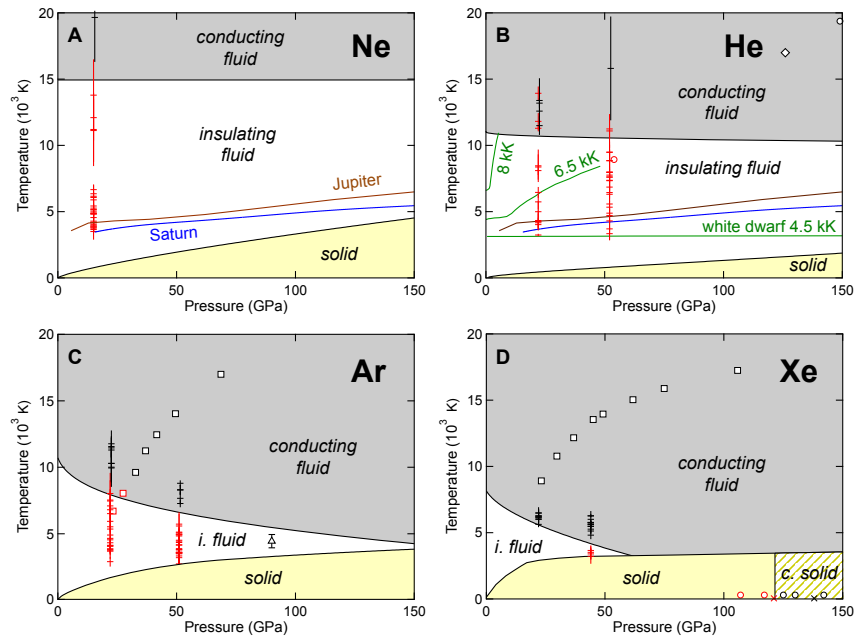 A
Ne
conducting
fluid
insulating
fluid
Jupiter
Saturn
solid
0
5
10
15
20
0
50
100
150
Temperature (10³ K)
Pressure (GPa)
B
He
conducting
fluid
8 kK
6.5 kK
insulating fluid
white dwarf 4.5 kK
solid
0
5
10
15
20
0
50
100
150
Temperature (10³ K)
Pressure (GPa)
C
Ar
conducting
fluid
i. fluid
solid
0
5
10
15
20
0
50
100
150
Temperature (10³ K)
Pressure (GPa)
D
Xe
conducting
fluid
i. fluid
solid
c. solid
0
5
10
15
20
0
50
100
150
Temperature (10³ K)
Pressure (GPa)